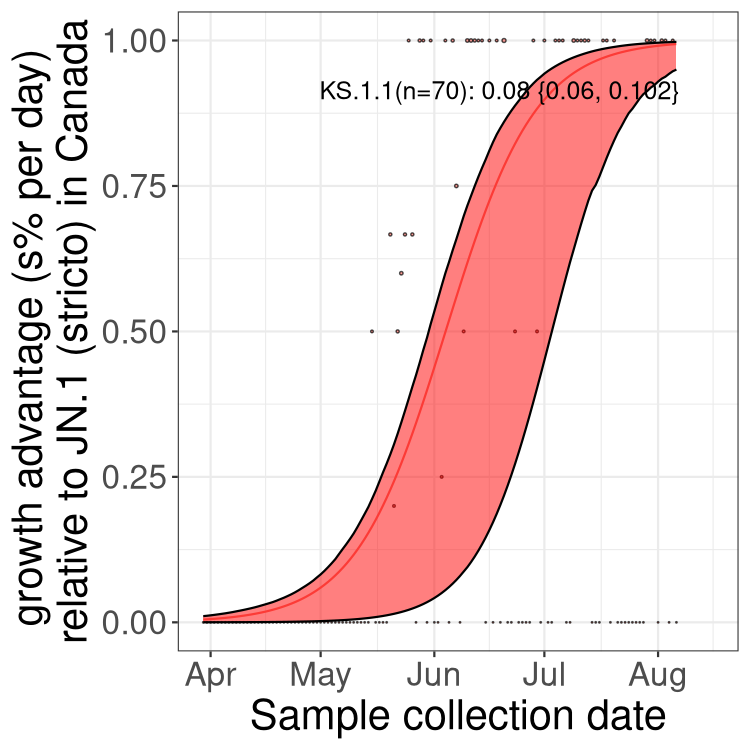 growth advantage (s% per day)
relative to JN.1 (stricto) in Canada
1.00
0.75
0.50
0.25
0.00
KS.1.1(n=70): 0.08 {0.06, 0.102}
Apr May Jun Jul Aug
Sample collection date